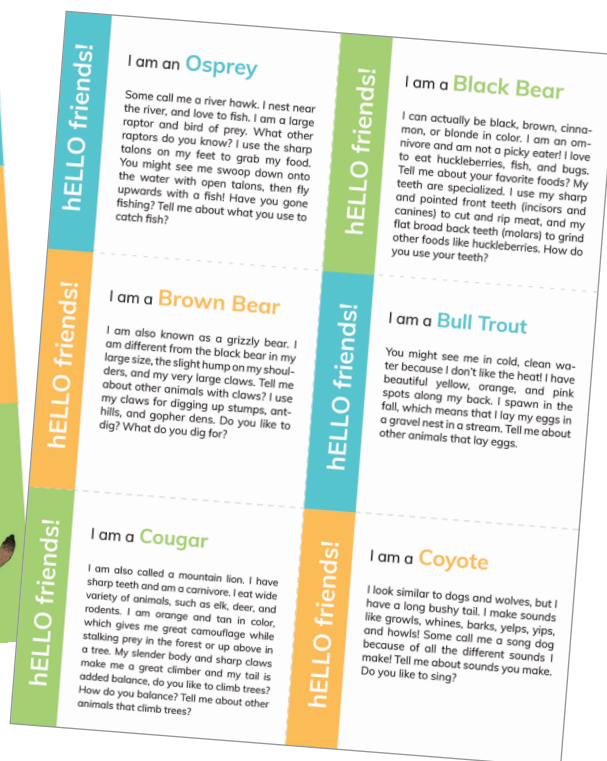 hELLO friends!
I am an Osprey
Some call me a river hawk. I nest near
the river, and love to fish. I am a large
raptor and bird of prey. What other
raptors do you know? I use the sharp
talons on my feet to grab my food.
You might see me swoop down onto
the water with open talons, then fly
upwards with a fish! Have you gone
fishing? Tell me about what you use to
catch fish?
hELLO friends!
I am a Black Bear
I can actually be black, brown, cinna-
mon, or blonde in color. I am an om-
nivore and am not a picky eater! I love
to eat huckleberries, fish, and bugs.
Tell me about your favorite foods? My
teeth are specialized. I use my sharp
and pointed front teeth (incisors and
canines) to cut and rip meat, and my
flat broad back teeth (molars) to grind
other foods like huckleberries. How do
you use your teeth?
hELLO friends!
I am a Brown Bear
I am also known as a grizzly bear. I
am different from the black bear in my
large size, the slight hump on my shoul-
ders, and my very large claws. Tell me
about other animals with claws? I use
my claws for digging up stumps, ant-
hills, and gopher dens. Do you like to
dig? What do you dig for?
hELLO friends!
I am a Bull Trout
You might see me in cold, clean wa-
ter because I don't like the heat! I have
beautiful yellow, orange, and pink
spots along my back. I spawn in the
fall, which means that I lay my eggs in
a gravel nest in a stream. Tell me about
other animals that lay eggs.
hELLO friends!
I am a Cougar
I am also called a mountain lion. I have
sharp teeth and am a carnivore. I eat wide
variety of animals, such as elk, deer, and
rodents. I am orange and tan in color,
which gives me great camouflage while
stalking prey in the forest or up above in
a tree. My slender body and sharp claws
make me a great climber and my tail is
added balance, do you like to climb trees?
How do you balance? Tell me about other
animals that climb trees?
hELLO friends!
I am a Coyote
I look similar to dogs and wolves, but I
have a long bushy tail. I make sounds
like growls, whines, barks, yelps, yips,
and howls! Some call me a song dog
because of all the different sounds I
make! Tell me about sounds you make.
Do you like to sing?